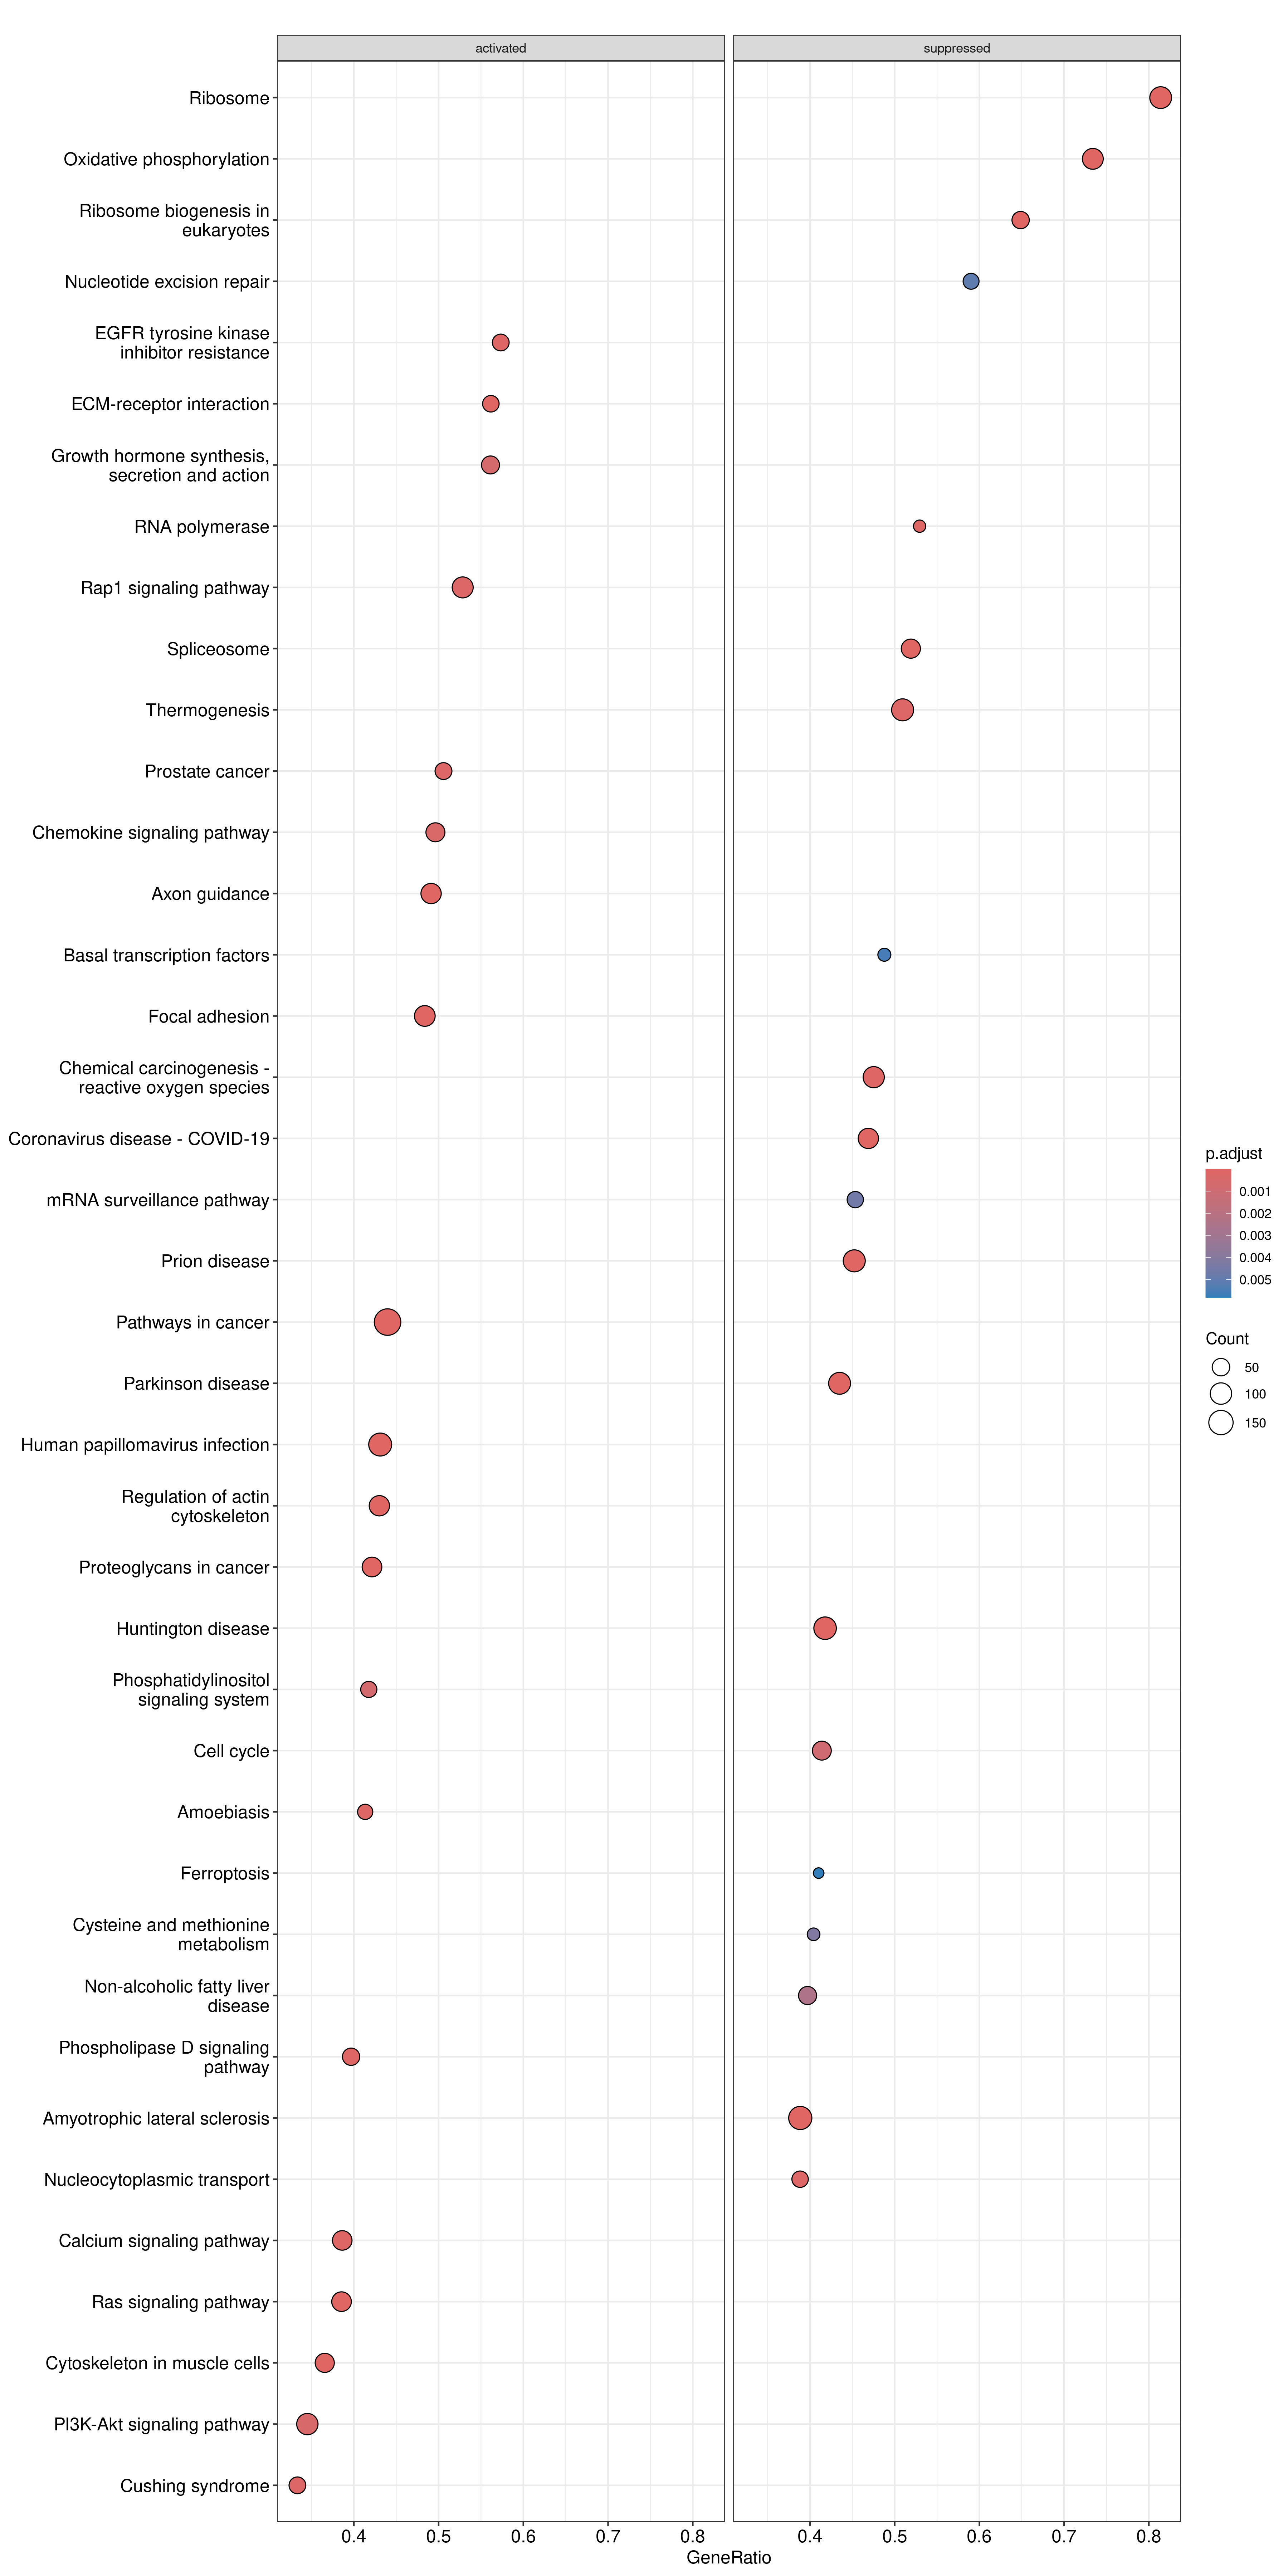 activated
suppressed
Ribosome
Oxidative phosphorylation
Ribosome biogenesis in
eukaryotes
Nucleotide excision repair
EGFR tyrosine kinase
inhibitor resistance
ECM-receptor interaction
Growth hormone synthesis,
secretion and action
RNA polymerase
Rap1 signaling pathway
Spliceosome
Thermogenesis
Prostate cancer
Chemokine signaling pathway
Axon guidance
Basal transcription factors
Focal adhesion
Chemical carcinogenesis -
reactive oxygen species
Coronavirus disease - COVID-19
mRNA surveillance pathway
Prion disease
Pathways in cancer
Parkinson disease
Human papillomavirus infection
Regulation of actin
cytoskeleton
Proteoglycans in cancer
Huntington disease
Phosphatidylinositol
signaling system
Cell cycle
Amoebiasis
Ferroptosis
Cysteine and methionine
metabolism
Non-alcoholic fatty liver
disease
Phospholipase D signaling
pathway
Amyotrophic lateral sclerosis
Nucleocytoplasmic transport
Calcium signaling pathway
Ras signaling pathway
Cytoskeleton in muscle cells
PI3K-Akt signaling pathway
Cushing syndrome
0.4 0.5 0.6 0.7 0.8
0.4 0.5 0.6 0.7 0.8
GeneRatio
p.adjust
0.001
0.002
0.003
0.004
0.005
Count
50
100
150